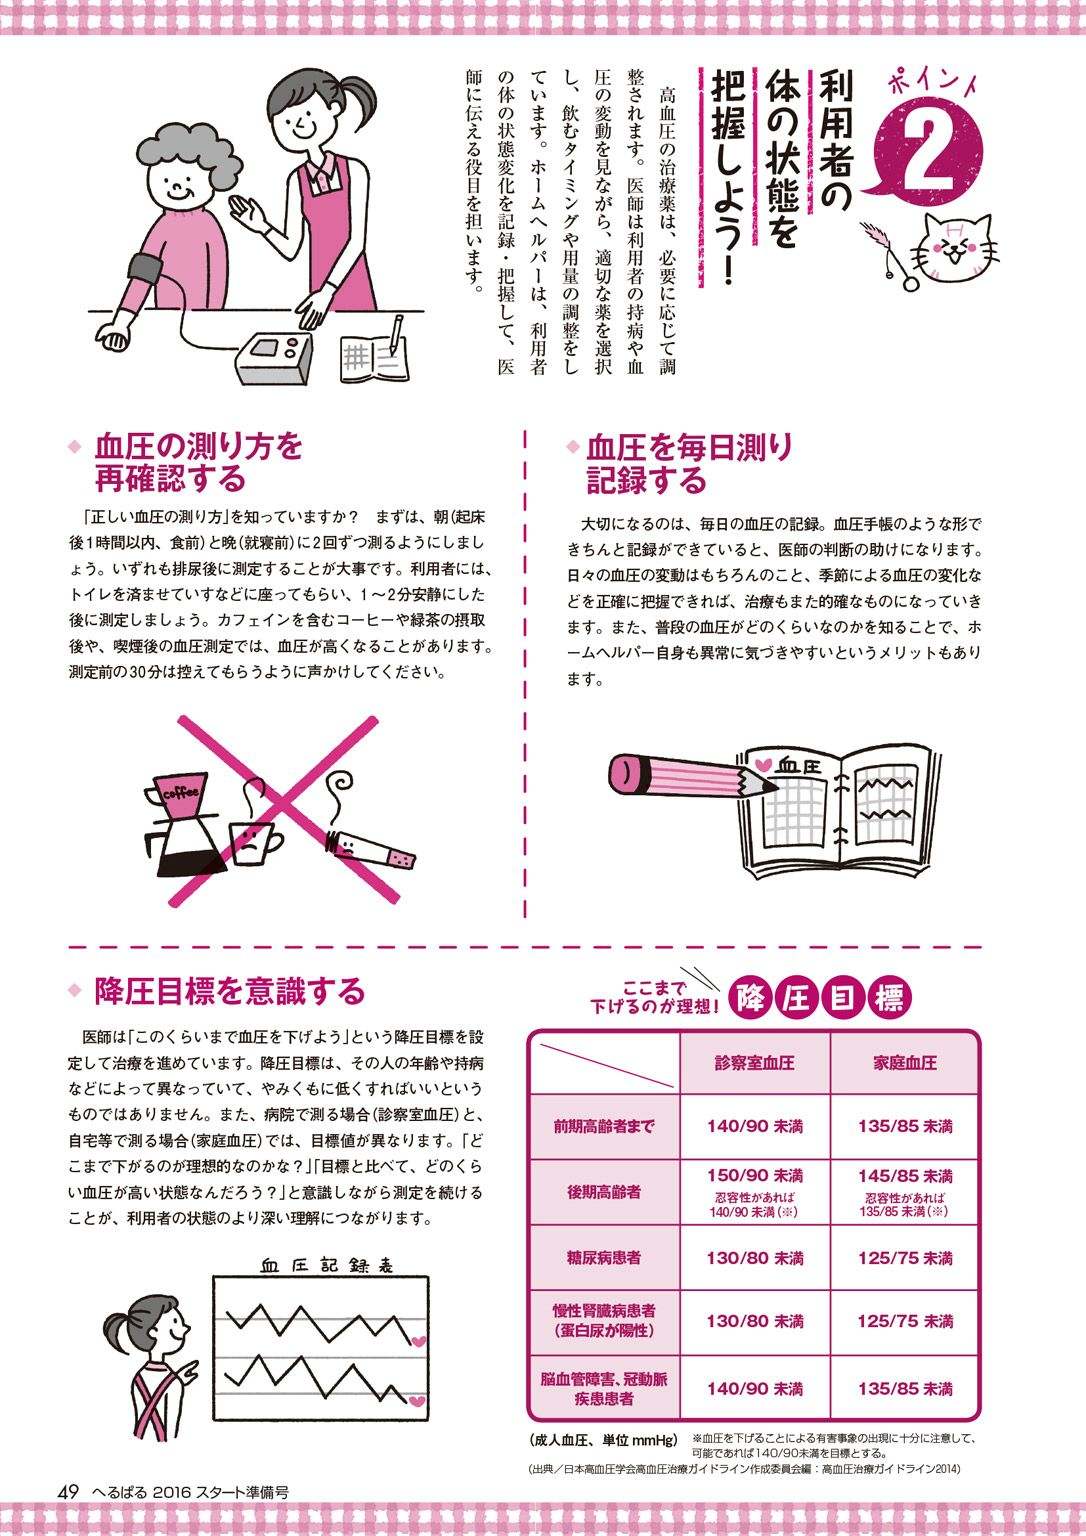 ポイント
2
利用者の
体の状態を
把握しよう!
高血圧の治療薬は、必要に応じて調
整されます。医師は利用者の持病や血
圧の変動を見ながら、適切な薬を選択
し、飲むタイミングや用量の調整をし
ています。ホームヘルパーは、利用者
の体の状態変化を記録・把握して、医
師に伝える役目を担います。
血圧を毎日測り
記録する
大切になるのは、毎日の血圧の記録。血圧手帳のような形で
きちんと記録ができていると、医師の判断の助けになります。
日々の血圧の変動はもちろんのこと、季節による血圧の変化な
どを正確に把握できれば、治療もまた的確なものになっていき
ます。また、普段の血圧がどのくらいなのかを知ることで、ホ
ームヘルパー自身も異常に気づきやすいというメリットもあり
ます。
血圧
血圧の測り方を
再確認する
「正しい血圧の測り方」を知っていますか? まずは、朝(起床
後1時間以内、食前)と晩(就寝前)に2回ずつ測るようにしまし
ょう。いずれも排尿後に測定することが大事です。利用者には、
トイレを済ませていすなどに座ってもらい、1〜2分安静にした
後に測定しましょう。カフェインを含むコーヒーや緑茶の摂取
後や、喫煙後の血圧測定では、血圧が高くなることがあります。
測定前の30分は控えてもらうように声かけしてください。
coffee
降圧目標を意識する
医師は「このくらいまで血圧を下げよう」という降圧目標を設
定して治療を進めています。降圧目標は、その人の年齢や持病
などによって異なっていて、やみくもに低くすればいいという
ものではありません。また、病院で測る場合(診察室血圧)と、
自宅等で測る場合(家庭血圧)では、目標値が異なります。「ど
こまで下がるのが理想的なのかな?」「目標と比べて、どのくら
い血圧が高い状態なんだろう?」と意識しながら測定を続ける
ことが、利用者の状態のより深い理解につながります。
血圧記録表
ここまで
下げるのが理想!
降圧目標
診察室血圧 家庭血圧
前期高齢者まで 140/90 未満 135/85 未満
後期高齢者 150/90 未満 145/85 未満
忍容性があれば 忍容性があれば
140/90 未満(※) 135/85 未満(※)
糖尿病患者 130/80 未満 125/75 未満
慢性腎臓病患者
(蛋白尿が陽性) 130/80 未満 125/75 未満
脳血管障害、冠動脈
疾患患者 140/90 未満 135/85 未満
(成人血圧、単位 mmHg)
※血圧を下げることによる有害事象の出現に十分に注意して、
可能であれば140/90未満を目標とする。
(出典/日本高血圧学会高血圧治療ガイドライン作成委員会編:高血圧治療ガイドライン2014)
49 へるぱる 2016 スタート準備号